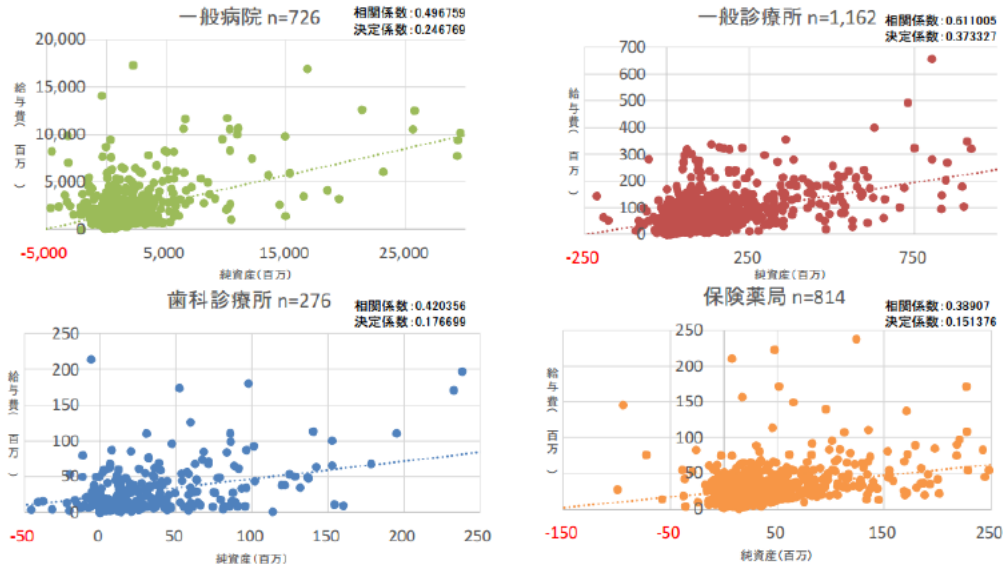 一般病院 n=726
相関係数:0.496759
決定係数:0.246769
20,000
15,000
10,000
5,000
0
給与費(百万)
-5,000 5,000 15,000 25,000
純資産(百万)
一般診療所 n=1,162
相関係数:0.611005
決定係数:0.373327
700
600
500
400
300
200
100
0
給与費(百万)
-250 250 750
純資産(百万)
歯科診療所 n=276
相関係数:0.420356
決定係数:0.176699
250
200
150
100
50
0
給与費(百万)
-50 0 50 100 150 200 250
純資産(百万)
保険薬局 n=814
相関係数:0.38907
決定係数:0.151376
250
200
150
100
50
0
給与費(百万)
-150 -100 -50 0 50 100 150 200 250
純資産(百万)